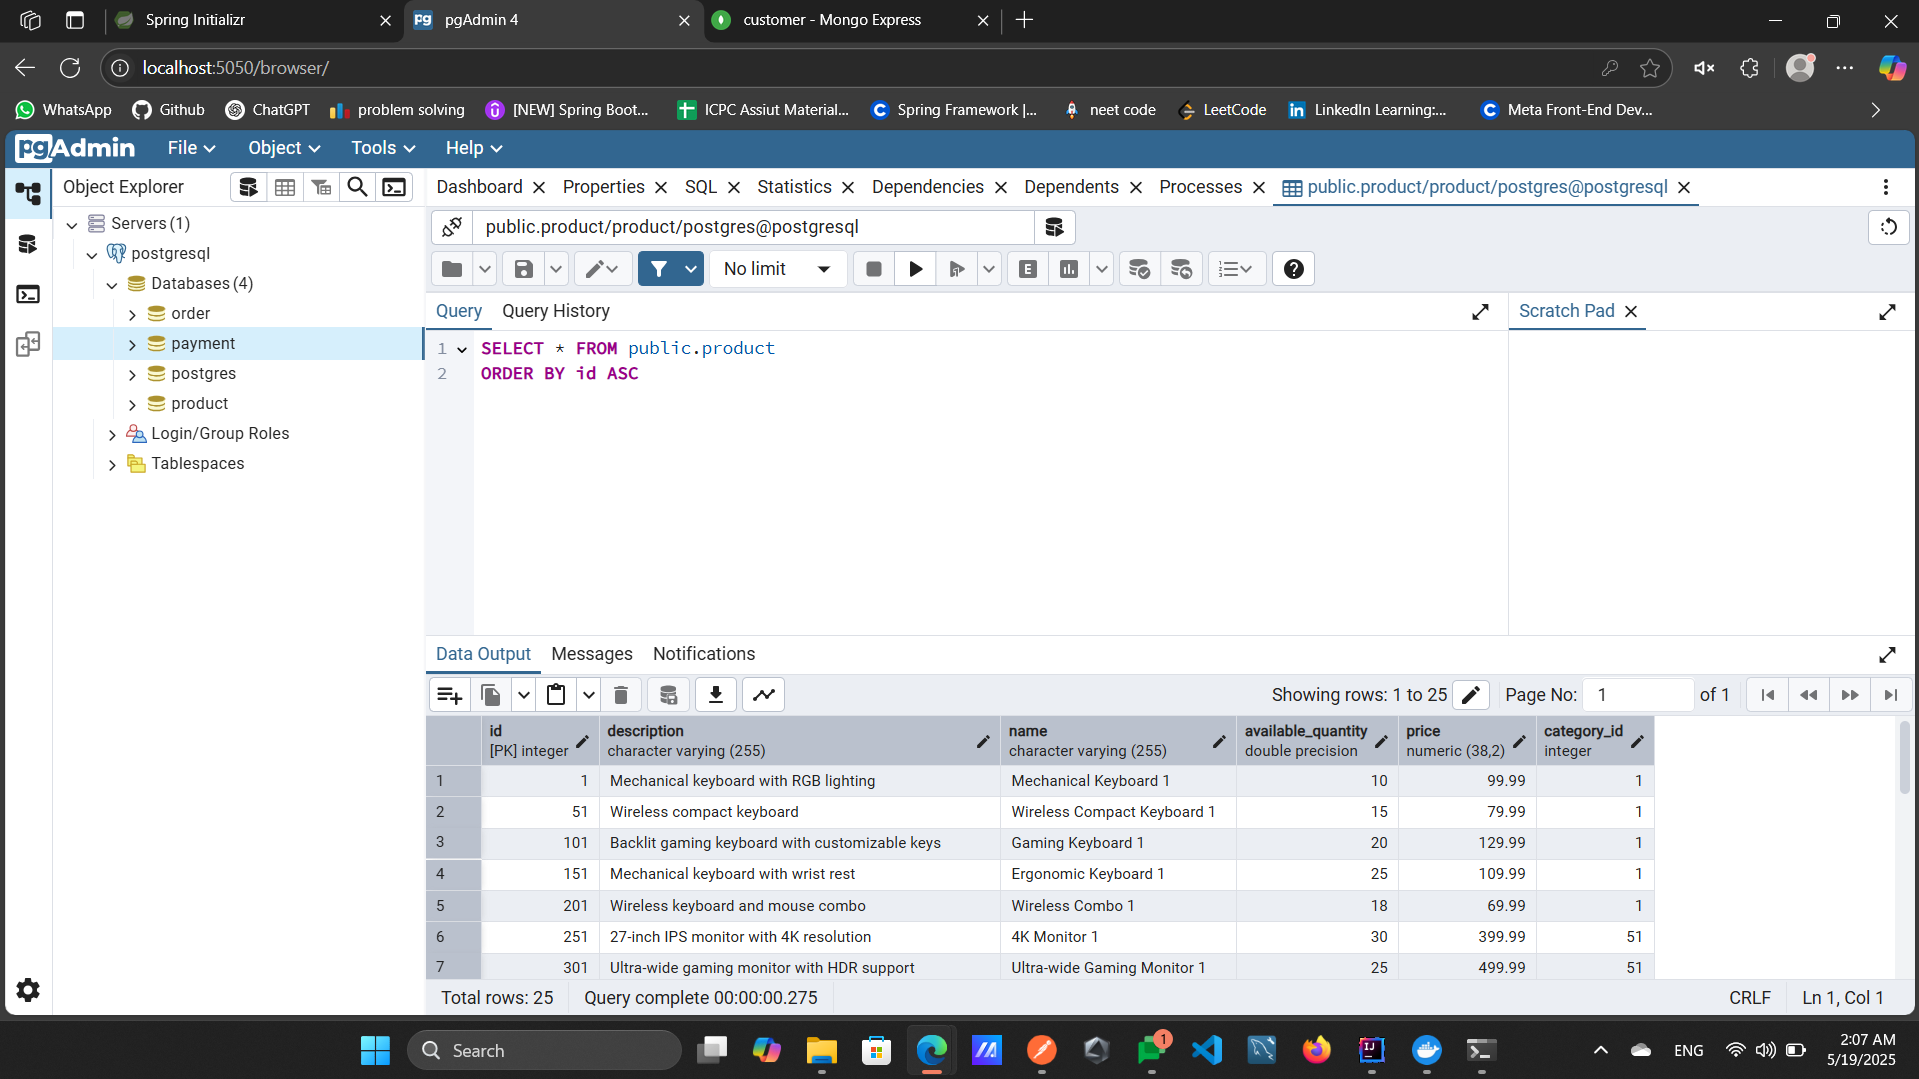 Spring Initializr
pgAdmin 4
customer - Mongo Express
localhost:5050/browser/
WhatsApp
Github
ChatGPT
problem solving
[NEW] Spring Boot...
ICPC Assiut Material...
Spring Framework |...
neet code
LeetCode
LinkedIn Learning:...
Meta Front-End Dev...
pgAdmin
File
Object
Tools
Help
Object Explorer
Dashboard
Properties
SQL
Statistics
Dependencies
Dependents
Processes
public.product/product/postgres@postgresql
Servers (1)
postgresql
Databases (4)
order
payment
postgres
product
Login/Group Roles
Tablespaces
public.product/product/postgres@postgresql
No limit
Query
Query History
Scratch Pad
1 SELECT * FROM public.product
2 ORDER BY id ASC
Data Output
Messages
Notifications
Showing rows: 1 to 25
Page No: 1 of 1
id [PK] integer
description character varying (255)
name character varying (255)
available_quantity double precision
price numeric (38,2)
category_id integer
1 1 Mechanical keyboard with RGB lighting Mechanical Keyboard 1 10 99.99 1
2 51 Wireless compact keyboard Wireless Compact Keyboard 1 15 79.99 1
3 101 Backlit gaming keyboard with customizable keys Gaming Keyboard 1 20 129.99 1
4 151 Mechanical keyboard with wrist rest Ergonomic Keyboard 1 25 109.99 1
5 201 Wireless keyboard and mouse combo Wireless Combo 1 18 69.99 1
6 251 27-inch IPS monitor with 4K resolution 4K Monitor 1 30 399.99 51
7 301 Ultra-wide gaming monitor with HDR support Ultra-wide Gaming Monitor 1 25 499.99 51
Total rows: 25
Query complete 00:00:00.275
CRLF
Ln 1, Col 1
Search
1
ENG
2:07 AM
5/19/2025